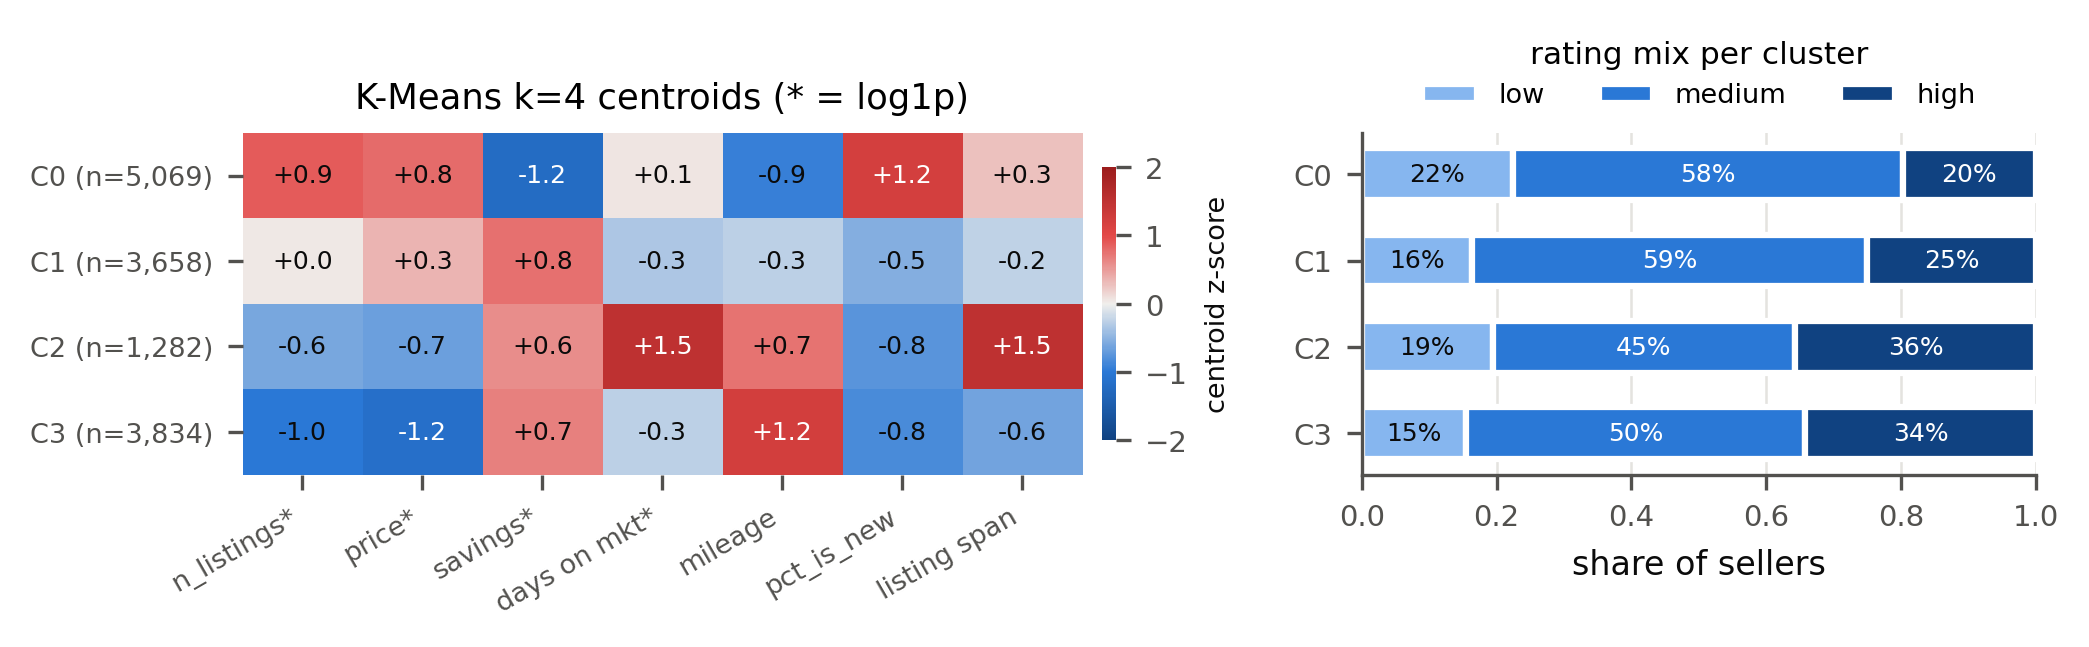 K-Means k=4 centroids (* = log1p)
C0 (n=5,069) +0.9 +0.8 -1.2 +0.1 -0.9 +1.2 +0.3
C1 (n=3,658) +0.0 +0.3 +0.8 -0.3 -0.3 -0.5 -0.2
C2 (n=1,282) -0.6 -0.7 +0.6 +1.5 +0.7 -0.8 +1.5
C3 (n=3,834) -1.0 -1.2 +0.7 -0.3 +1.2 -0.8 -0.6
n_listings* price* savings* days on mkt* mileage pct_is_new listing span
2
1
0
−1
−2
centroid z-score
rating mix per cluster
low medium high
C0 22% 58% 20%
C1 16% 59% 25%
C2 19% 45% 36%
C3 15% 50% 34%
0.0 0.2 0.4 0.6 0.8 1.0
share of sellers